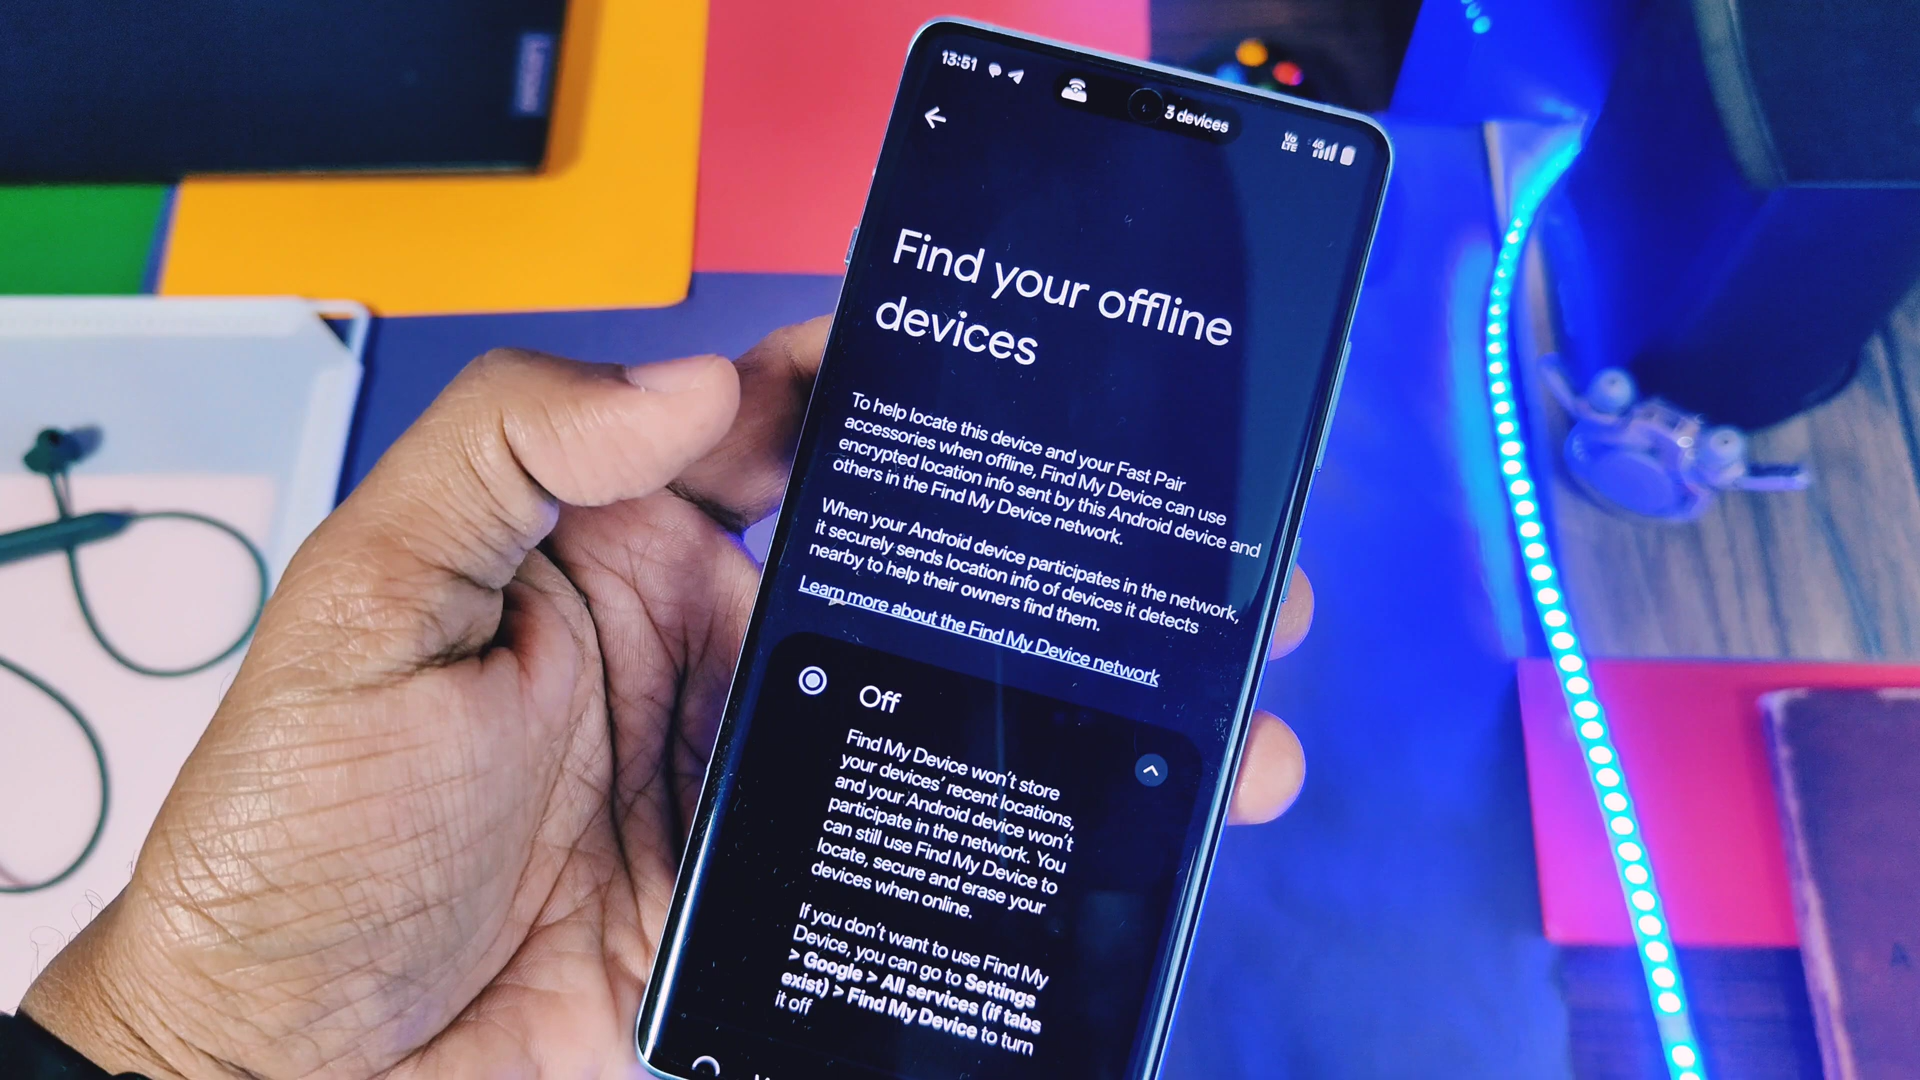 Lenovo
13:51
3 devices
Vo
LTE
4G
Find your offline
devices
To help locate this device and your Fast Pair
accessories when offline, Find My Device can use
encrypted location info sent by this Android device and
others in the Find My Device network.
When your Android device participates in the network,
it securely sends location info of devices it detects
nearby to help their owners find them.
Learn more about the Find My Device network
Off
Find My Device won't store
your devices' recent locations,
and your Android device won't
participate in the network. You
can still use Find My Device to
locate, secure and erase your
devices when online.
If you don't want to use Find My
Device, you can go to Settings
> Google > All services (if tabs
exist) > Find My Device to turn
it off